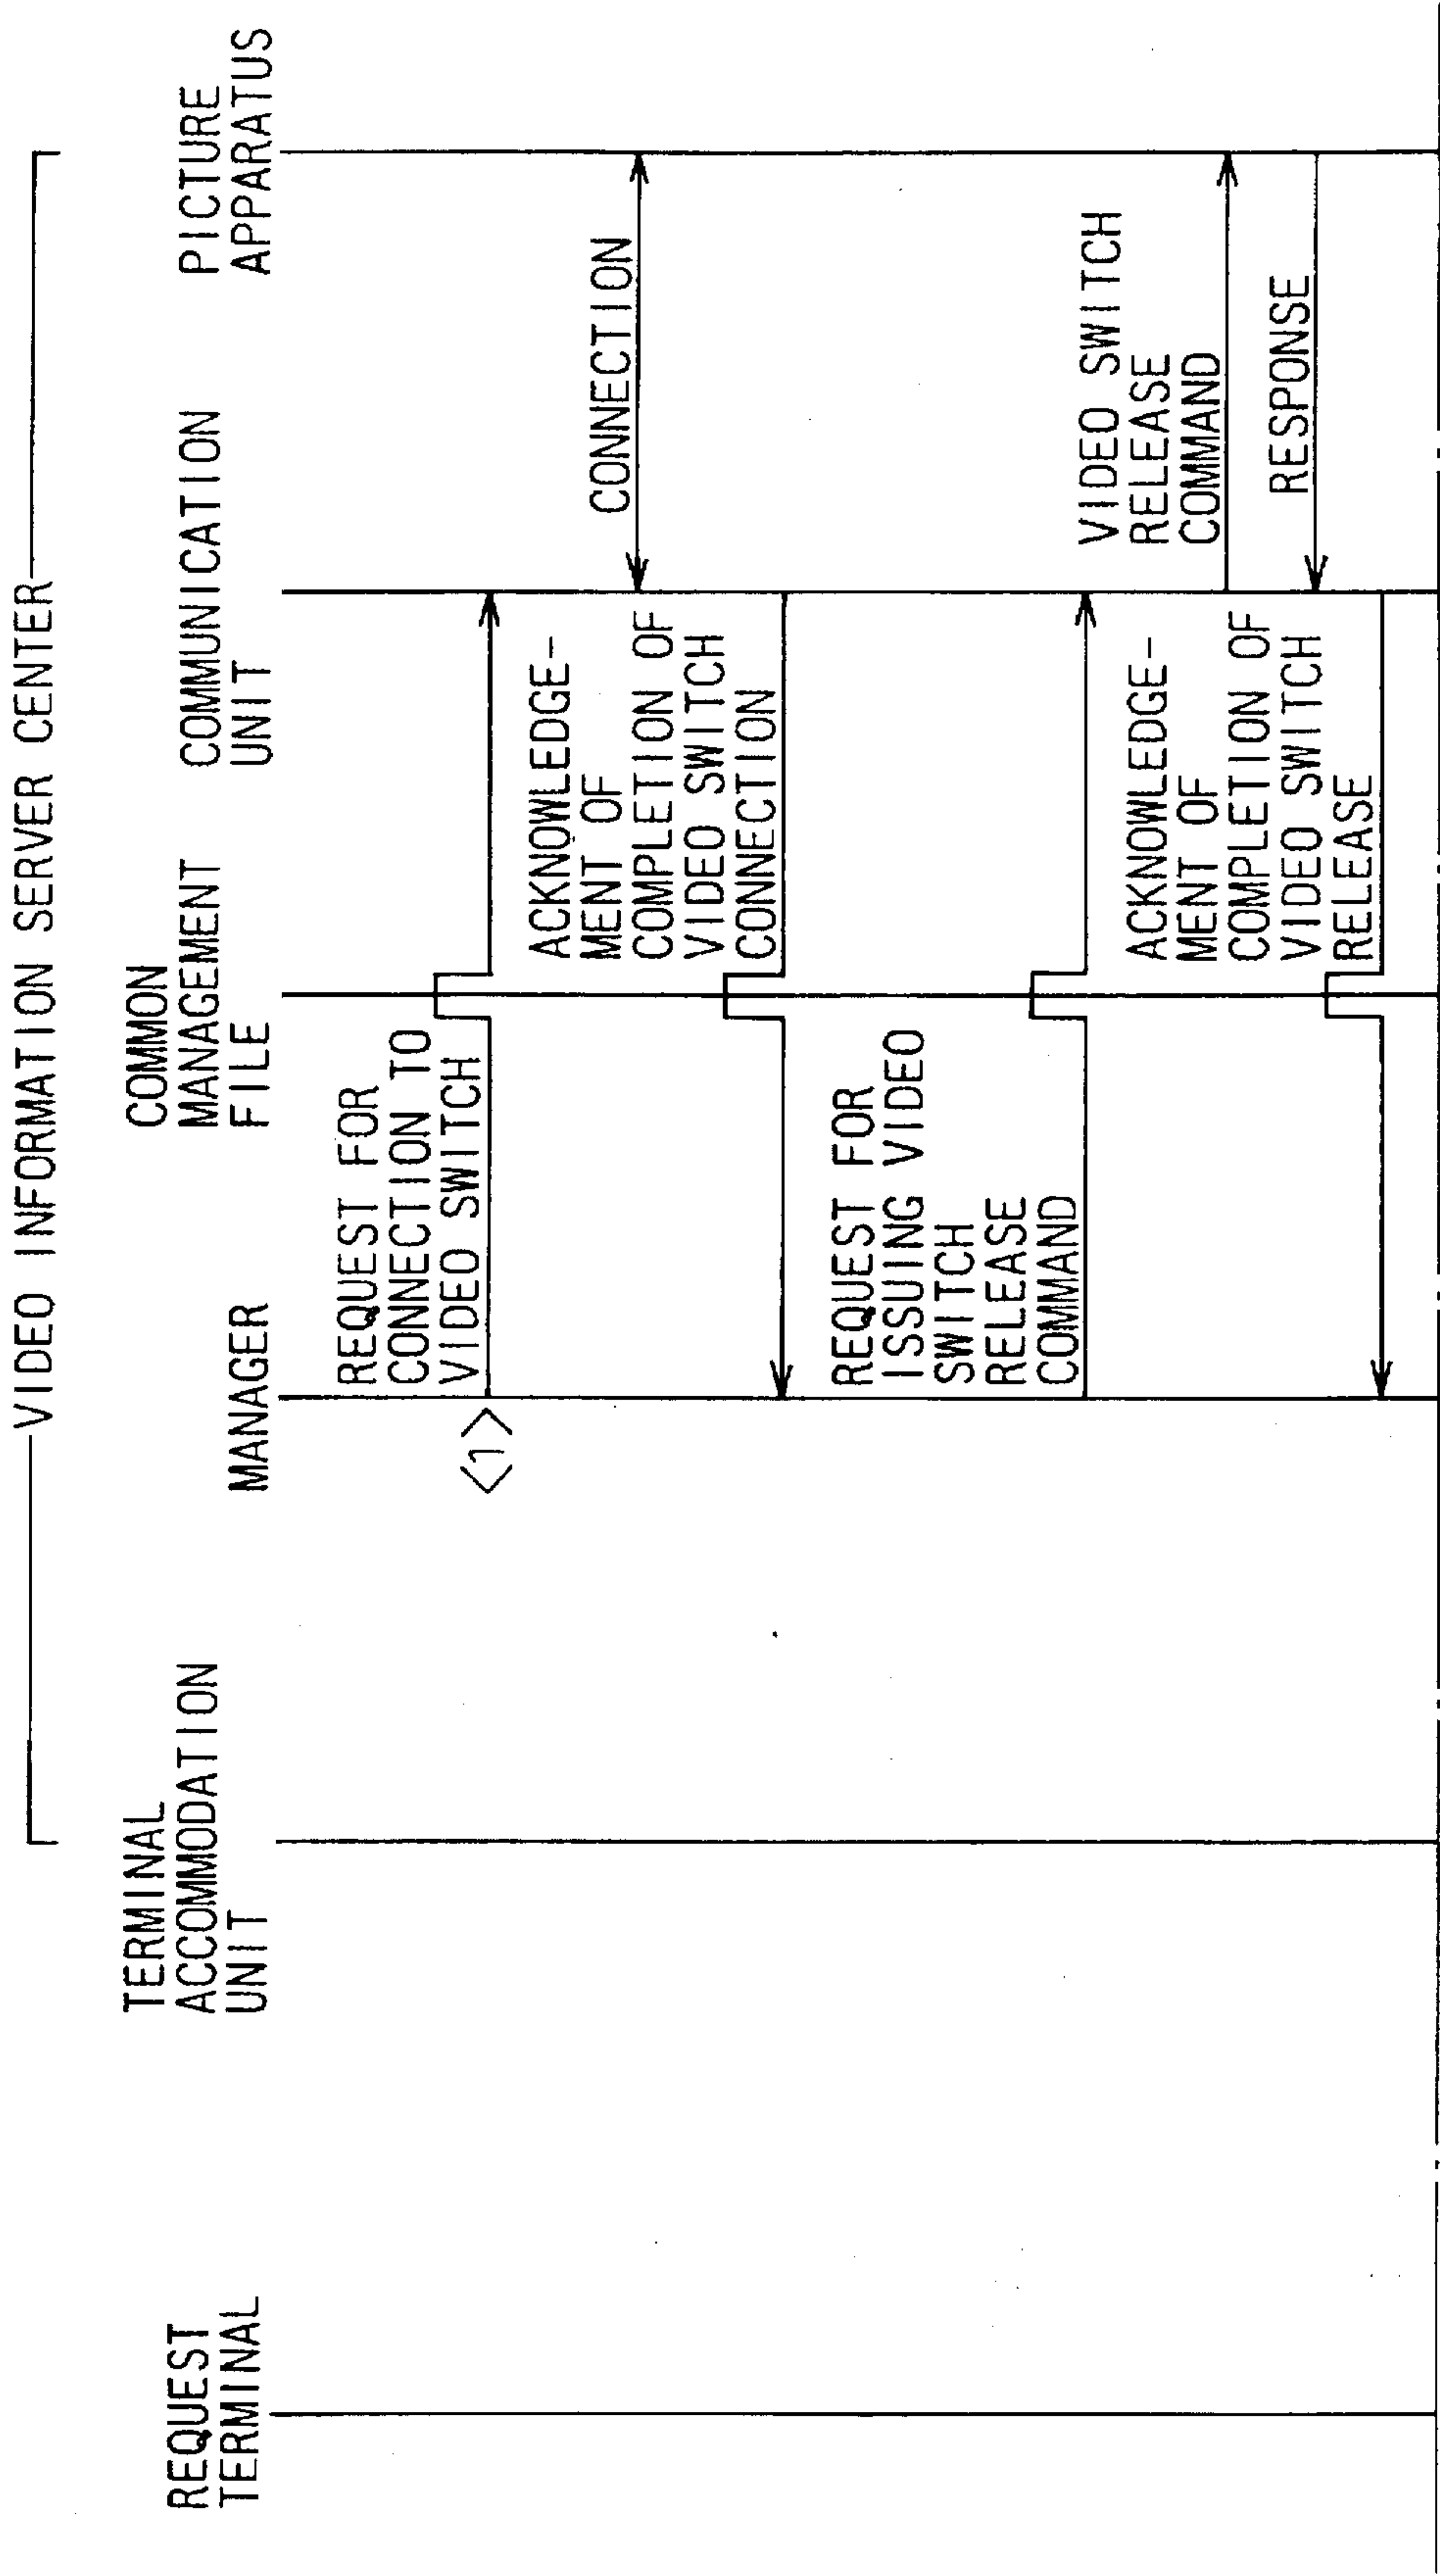 VIDEO INFORMATION SERVER CENTER
REQUEST
TERMINAL
TERMINAL
ACCOMMODATION
UNIT
MANAGER
COMMON
MANAGEMENT
FILE
COMMUNICATION
UNIT
PICTURE
APPARATUS
<1>
REQUEST FOR
CONNECTION TO
VIDEO SWITCH
CONNECTION
ACKNOWLEDGE-
MENT OF
COMPLETION OF
VIDEO SWITCH
CONNECTION
REQUEST FOR
ISSUING VIDEO
SWITCH
RELEASE
COMMAND
VIDEO SWITCH
RELEASE
COMMAND
RESPONSE
ACKNOWLEDGE-
MENT OF
COMPLETION OF
VIDEO SWITCH
RELEASE